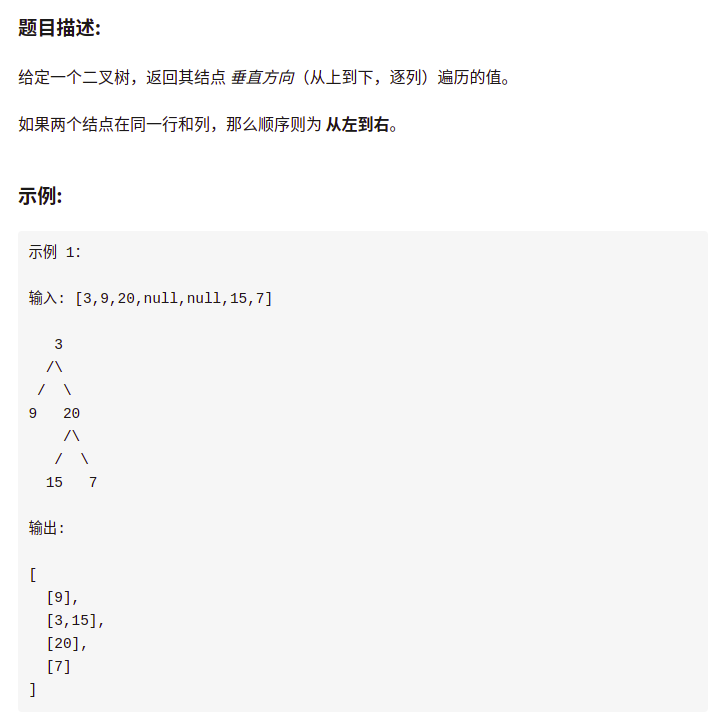 题目描述:
给定一个二叉树，返回其结点 垂直方向（从上到下，逐列）遍历的值。
如果两个结点在同一行和列，那么顺序则为 从左到右。
示例:
示例 1:
输入: [3,9,20,null,null,15,7]
   3
  /\
 /  \
9   20
    /\
   /  \
  15   7
输出:
[
  [9],
  [3,15],
  [20],
  [7]
]